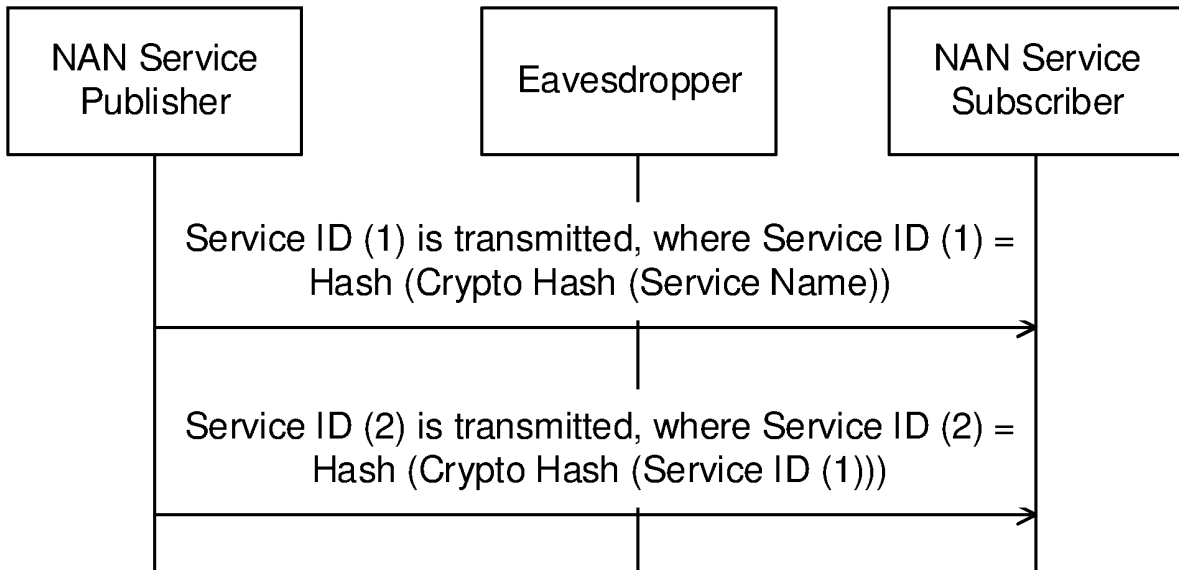 NAN Service
Publisher
Eavesdropper
NAN Service
Subscriber
Service ID (1) is transmitted, where Service ID (1) =
Hash (Crypto Hash (Service Name))
Service ID (2) is transmitted, where Service ID (2) =
Hash (Crypto Hash (Service ID (1)))